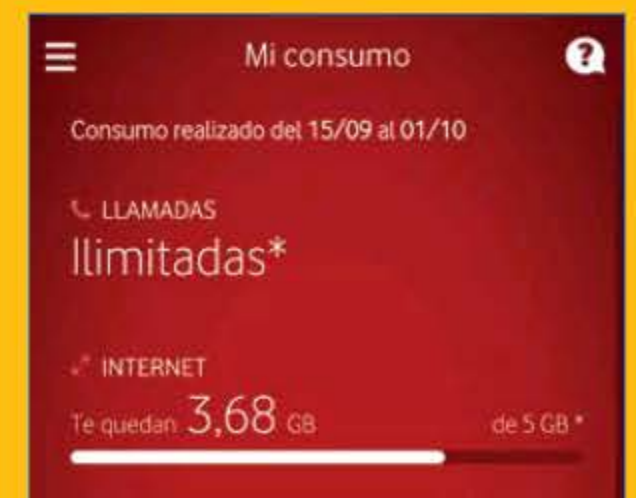 Mi consumo
Consumo realizado del 15/09 al 01/10
LLAMADAS
Ilimitadas*
INTERNET
Te quedan 3,68 GB de 5 GB *